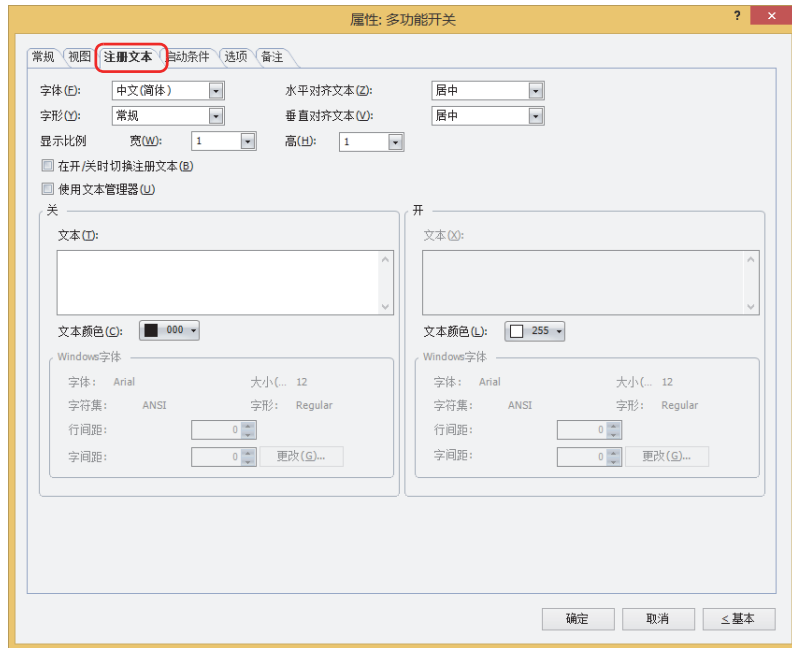 属性: 多功能开关
? ×
常规 视图 注册文本 启动条件 选项 备注
字体(F): 中文(简体) 水平对齐文本(Z): 居中
字形(Y): 常规 垂直对齐文本(V): 居中
显示比例 宽(W): 1 高(H): 1
在开/关时切换注册文本(B)
使用文本管理器(U)
关
文本(T):
文本颜色(C): 000
Windows字体
字体: Arial 大小(... 12
字符集: ANSI 字形: Regular
行间距: 0
字间距: 0 更改(G)...
开
文本(X):
文本颜色(L): 255
Windows字体
字体: Arial 大小(... 12
字符集: ANSI 字形: Regular
行间距: 0
字间距: 0 更改(G)...
确定 取消 ≤基本